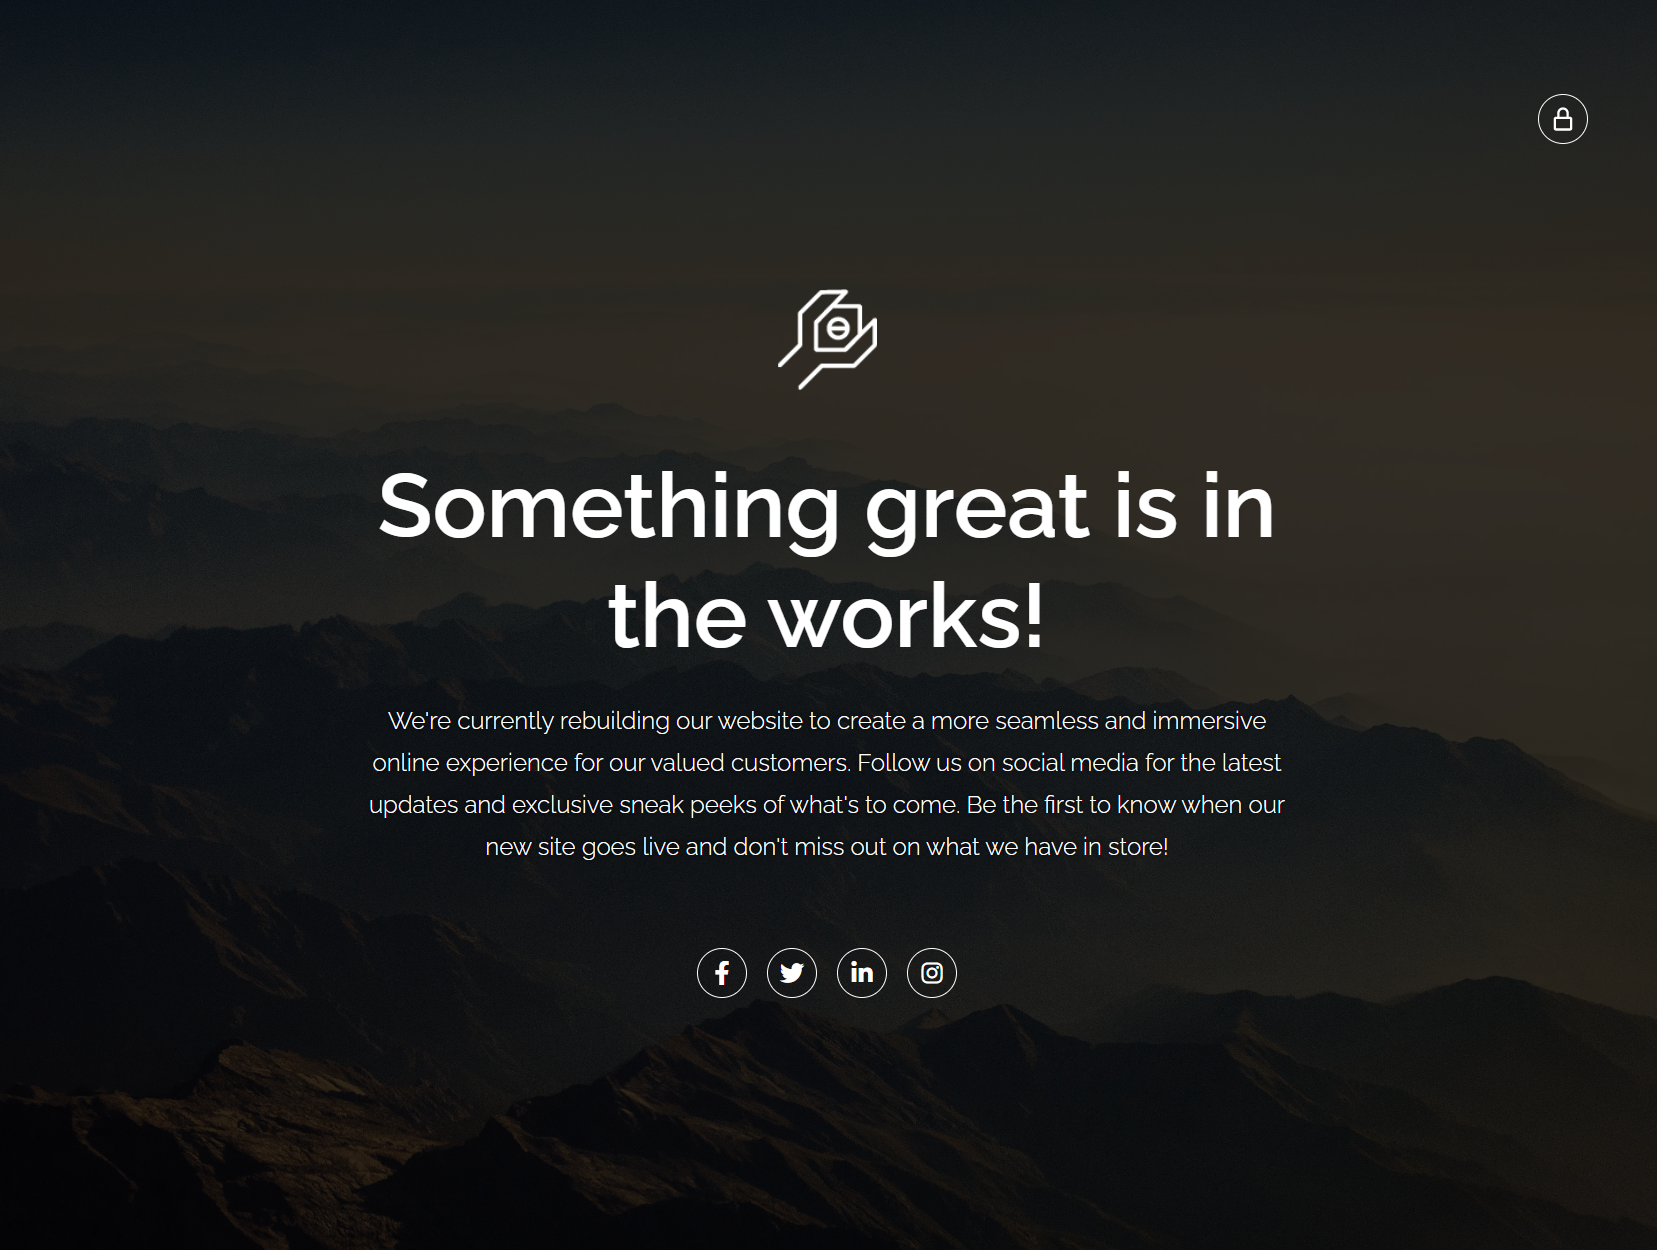 Something great is in
the works!
We're currently rebuilding our website to create a more seamless and immersive
online experience for our valued customers. Follow us on social media for the latest
updates and exclusive sneak peeks of what's to come. Be the first to know when our
new site goes live and don't miss out on what we have in store!